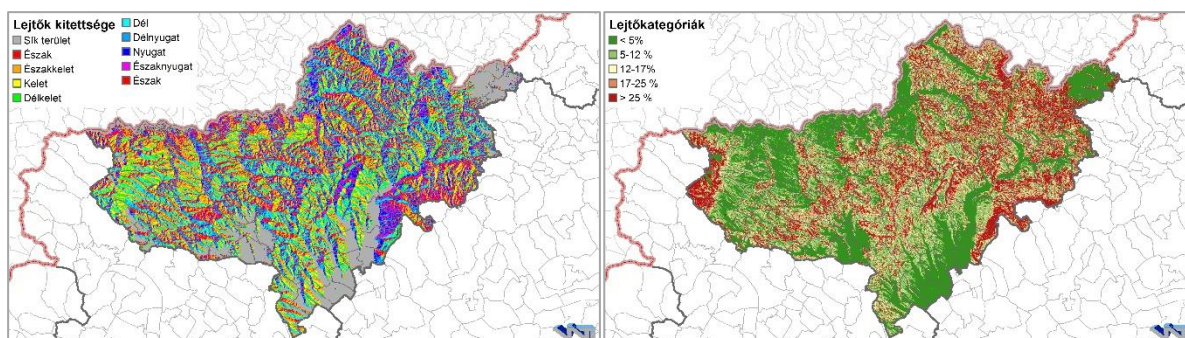 Lejtők kitettsége
Sík terület
Észak
Északkelet
Kelet
Délkelet
Dél
Délnyugat
Nyugat
Északnyugat
Észak
Lejtőkategóriák
< 5%
5-12 %
12-17%
17-25 %
> 25 %